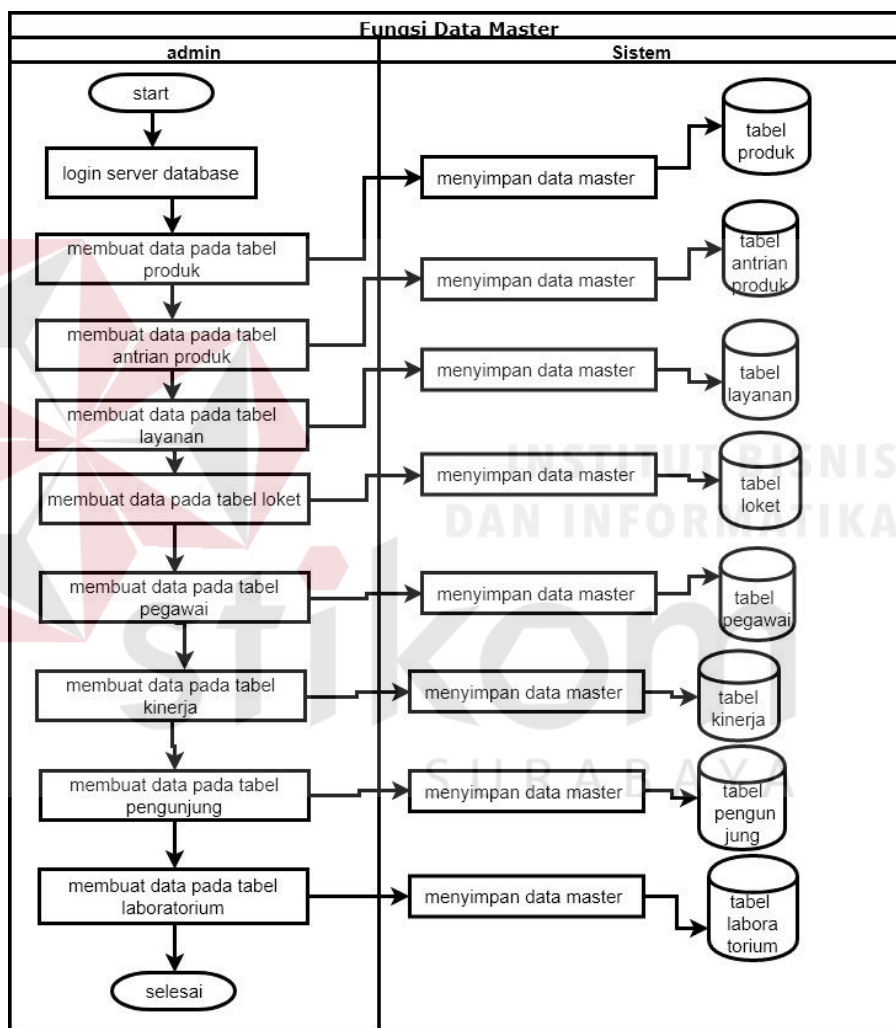 Fungsi Data Master
admin
Sistem
start
login server database
membuat data pada tabel
produk
menyimpan data master
tabel
produk
membuat data pada tabel
antrian produk
menyimpan data master
tabel
antrian
produk
membuat data pada tabel
layanan
menyimpan data master
tabel
layanan
membuat data pada tabel loket
menyimpan data master
tabel
loket
membuat data pada tabel
pegawai
menyimpan data master
tabel
pegawai
membuat data pada tabel
kinerja
menyimpan data master
tabel
kinerja
membuat data pada tabel
pengunjung
menyimpan data master
tabel
pengun
jung
membuat data pada tabel
laboratorium
menyimpan data master
tabel
labora
torium
selesai
INSTITUT BISNIS
DAN INFORMATIKA
stikom
SURABAYA